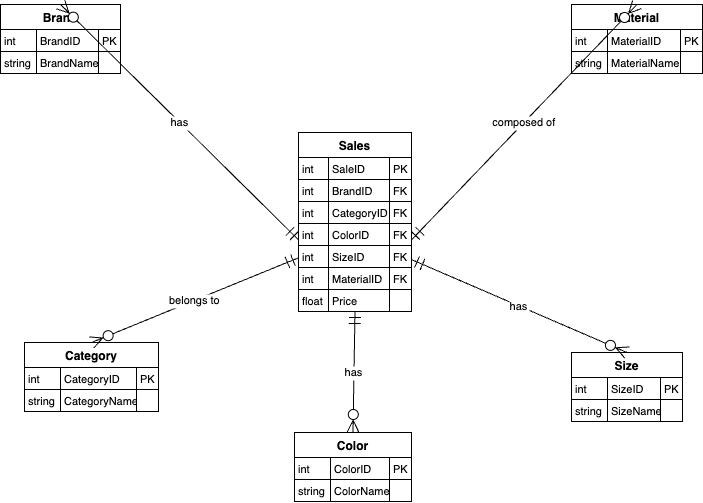 Brand
int BrandID PK
string BrandName
Material
int MaterialID PK
string MaterialName
has
composed of
Sales
int SaleID PK
int BrandID FK
int CategoryID FK
int ColorID FK
int SizeID FK
int MaterialID FK
float Price
belongs to
has
has
Category
int CategoryID PK
string CategoryName
Size
int SizeID PK
string SizeName
Color
int ColorID PK
string ColorName